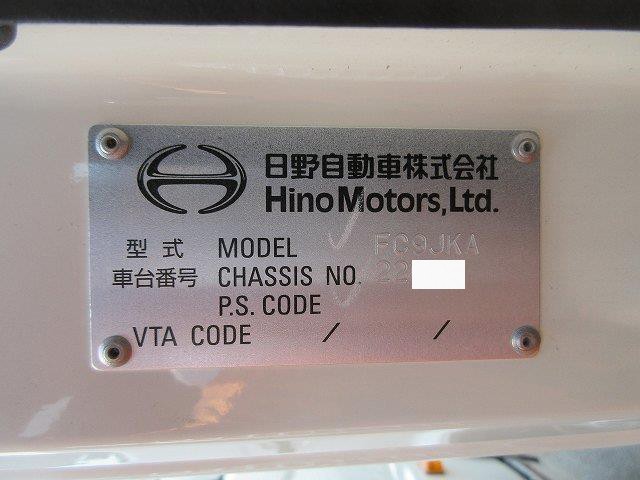 日野自動車株式会社
Hino Motors, Ltd.
型式 MODEL FC9JKA
車台番号 CHASSIS NO. 22
P.S. CODE
VTA CODE / /